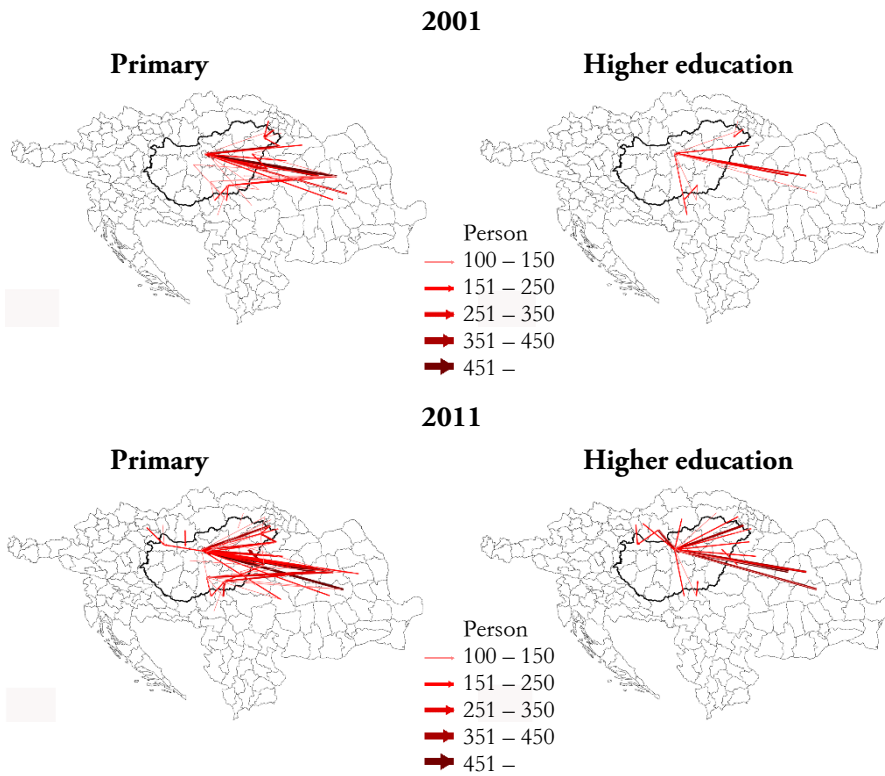 2001
Primary
Higher education
Person
100 – 150
151 – 250
251 – 350
351 – 450
451 –
2011
Primary
Higher education
Person
100 – 150
151 – 250
251 – 350
351 – 450
451 –